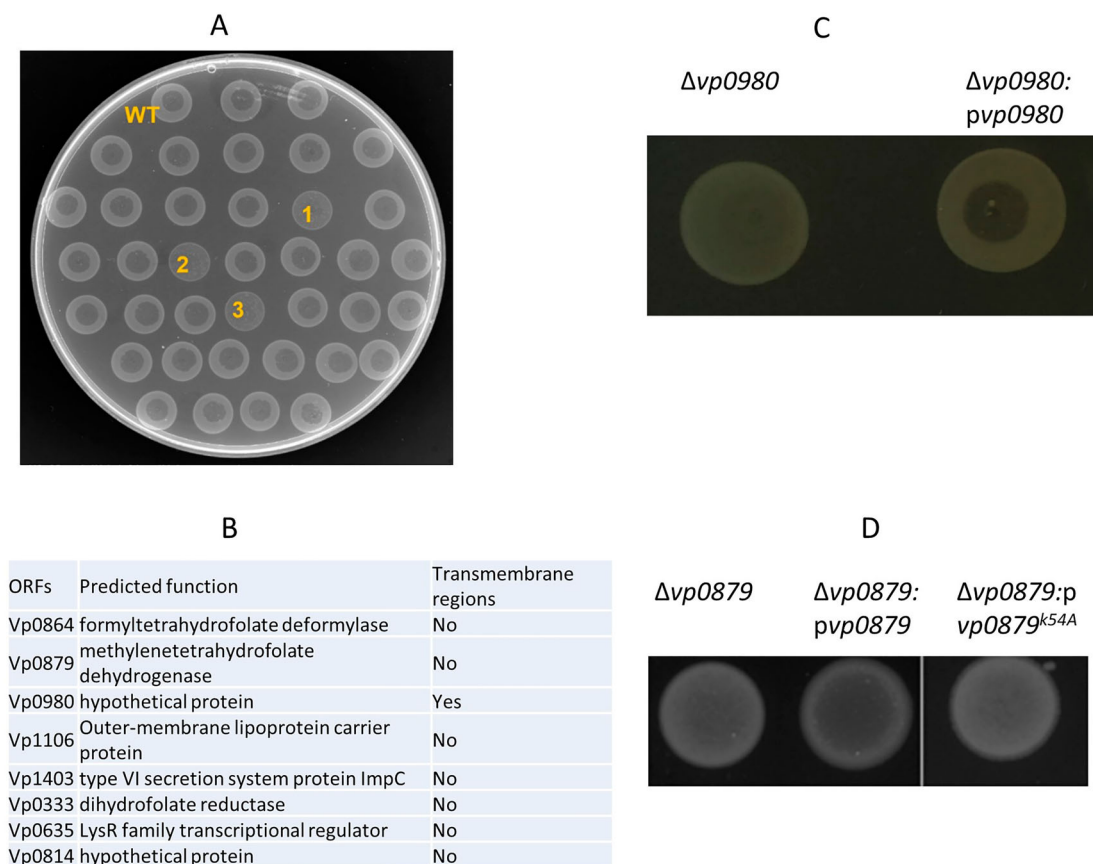 A
WT
1
2
3
C
Δvp0980
Δvp0980:
pvp0980
B
ORFs Predicted function Transmembrane
regions
Vp0864 formyltetrahydrofolate deformylase No
Vp0879 methylenetetrahydrofolate
dehydrogenase No
Vp0980 hypothetical protein Yes
Vp1106 Outer-membrane lipoprotein carrier
protein No
Vp1403 type VI secretion system protein ImpC No
Vp0333 dihydrofolate reductase No
Vp0635 LysR family transcriptional regulator No
Vp0814 hypothetical protein No
D
Δvp0879
Δvp0879:
pvp0879
Δvp0879:p
vp0879k54A